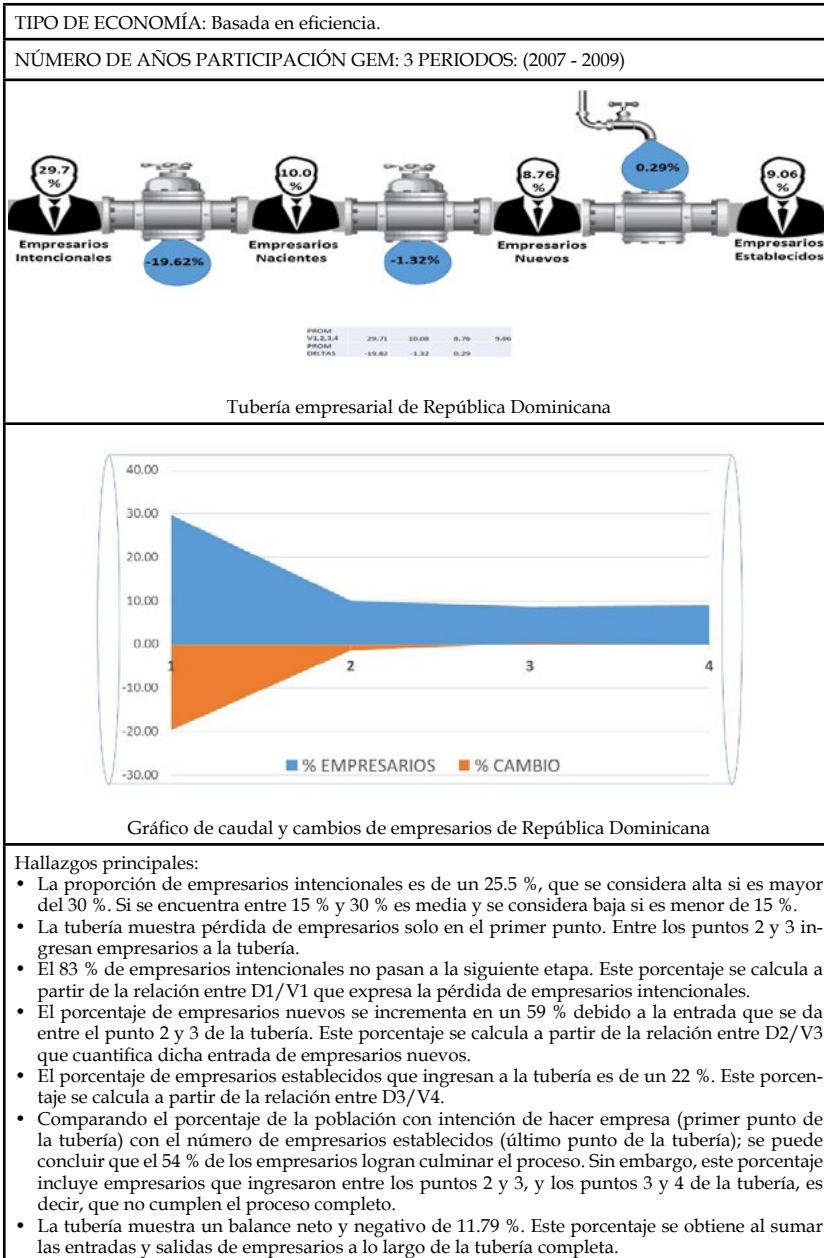 TIPO DE ECONOMÍA: Basada en eficiencia.
NÚMERO DE AÑOS PARTICIPACIÓN GEM: 3 PERIODOS: (2007 - 2009)
29.7
%
10.0
%
8.76
%
0.29%
9.06
%
Empresarios
Intencionales
-19.62%
Empresarios
Nacientes
-1.32%
Empresarios
Nuevos
Empresarios
Establecidos
PROM
V1,2,3,4 29.71 10.08 8.76 9.06
PROM
DELTAS -19.62 -1.32 0.29
Tubería empresarial de República Dominicana
40.00
30.00
20.00
10.00
0.00
1 2 3 4
-10.00
-20.00
-30.00
% EMPRESARIOS % CAMBIO
Gráfico de caudal y cambios de empresarios de República Dominicana
Hallazgos principales:
• La proporción de empresarios intencionales es de un 25.5 %, que se considera alta si es mayor
del 30 %. Si se encuentra entre 15 % y 30 % es media y se considera baja si es menor de 15 %.
• La tubería muestra pérdida de empresarios solo en el primer punto. Entre los puntos 2 y 3 in-
gresan empresarios a la tubería.
• El 83 % de empresarios intencionales no pasan a la siguiente etapa. Este porcentaje se calcula a
partir de la relación entre D1/V1 que expresa la pérdida de empresarios intencionales.
• El porcentaje de empresarios nuevos se incrementa en un 59 % debido a la entrada que se da
entre el punto 2 y 3 de la tubería. Este porcentaje se calcula a partir de la relación entre D2/V3
que cuantifica dicha entrada de empresarios nuevos.
• El porcentaje de empresarios establecidos que ingresan a la tubería es de un 22 %. Este porcen-
taje se calcula a partir de la relación entre D3/V4.
• Comparando el porcentaje de la población con intención de hacer empresa (primer punto de
la tubería) con el número de empresarios establecidos (último punto de la tubería); se puede
concluir que el 54 % de los empresarios logran culminar el proceso. Sin embargo, este porcentaje
incluye empresarios que ingresaron entre los puntos 2 y 3, y los puntos 3 y 4 de la tubería, es
decir, que no cumplen el proceso completo.
• La tubería muestra un balance neto y negativo de 11.79 %. Este porcentaje se obtiene al sumar
las entradas y salidas de empresarios a lo largo de la tubería completa.